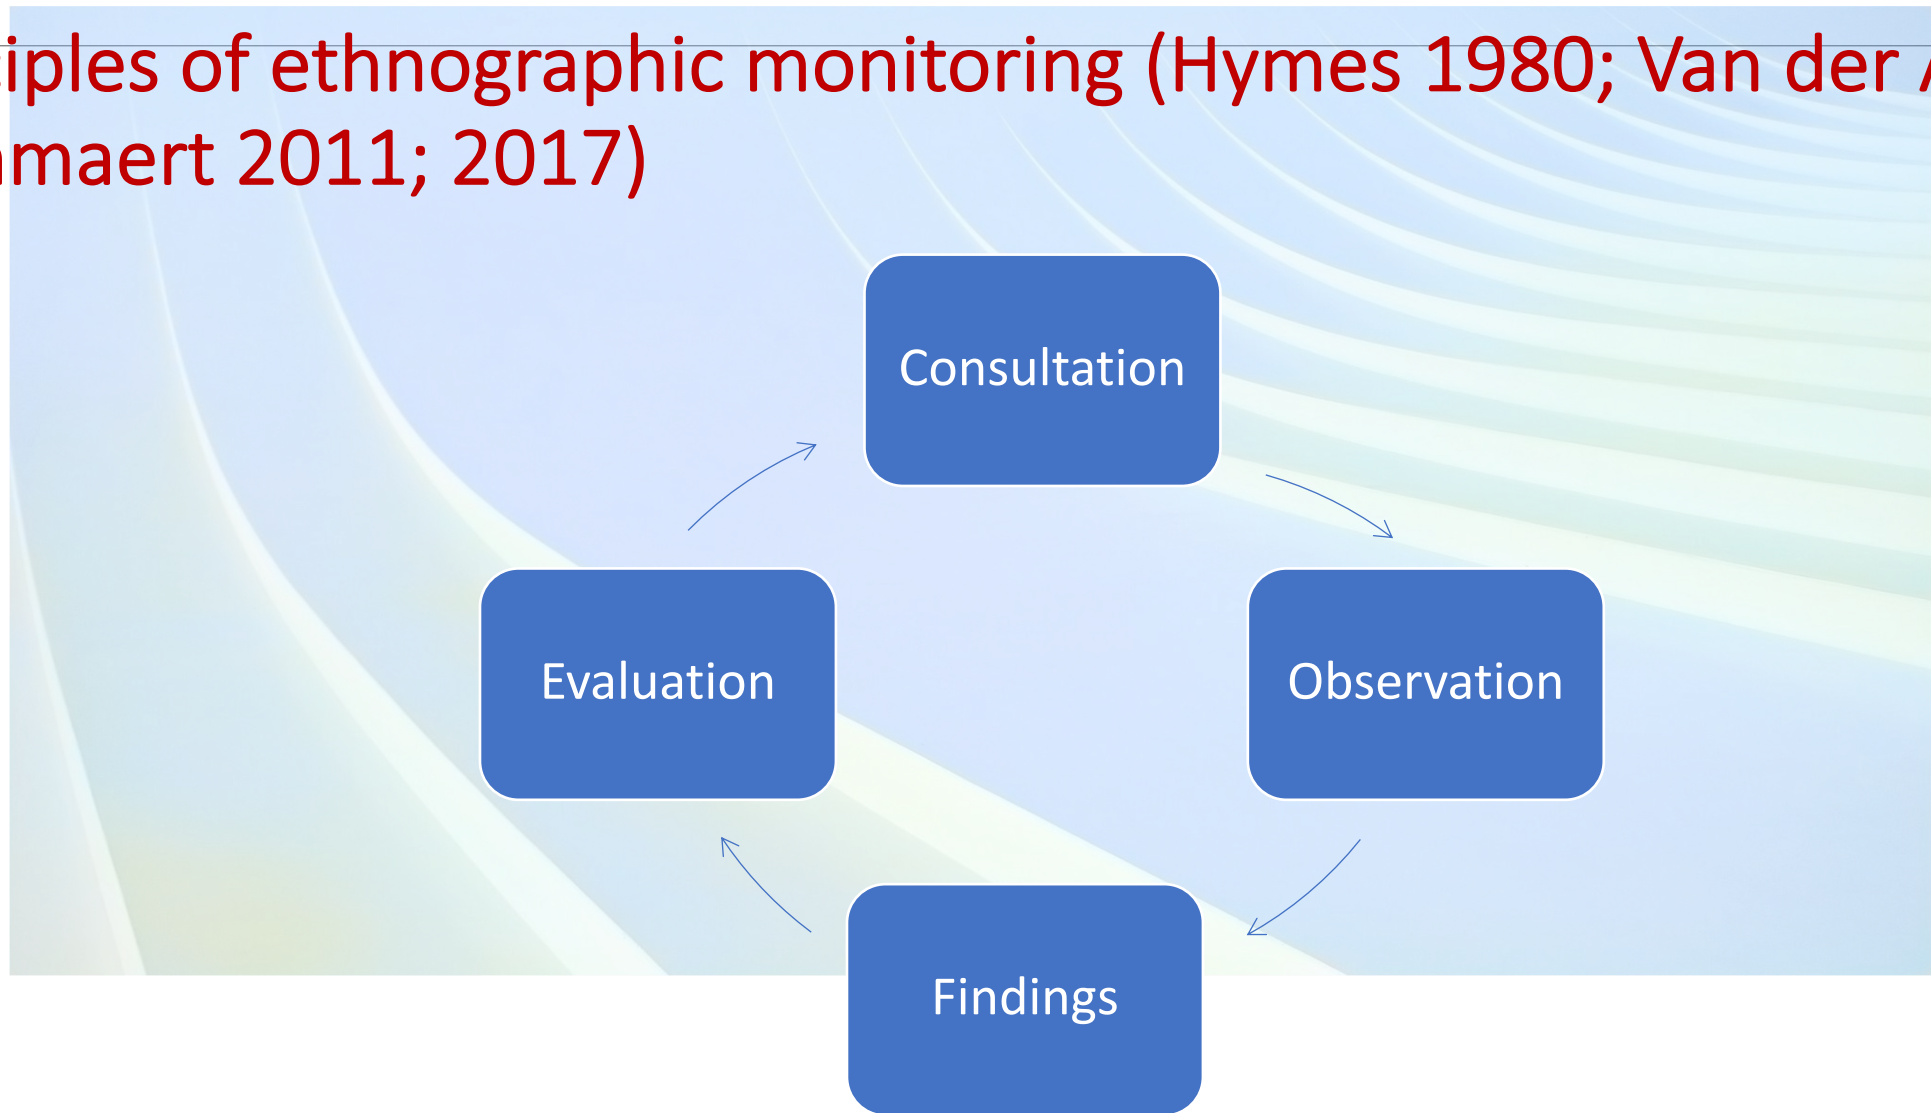 iples of ethnographic monitoring (Hymes 1980; Van der A
maert 2011; 2017)
Consultation
Evaluation
Observation
Findings